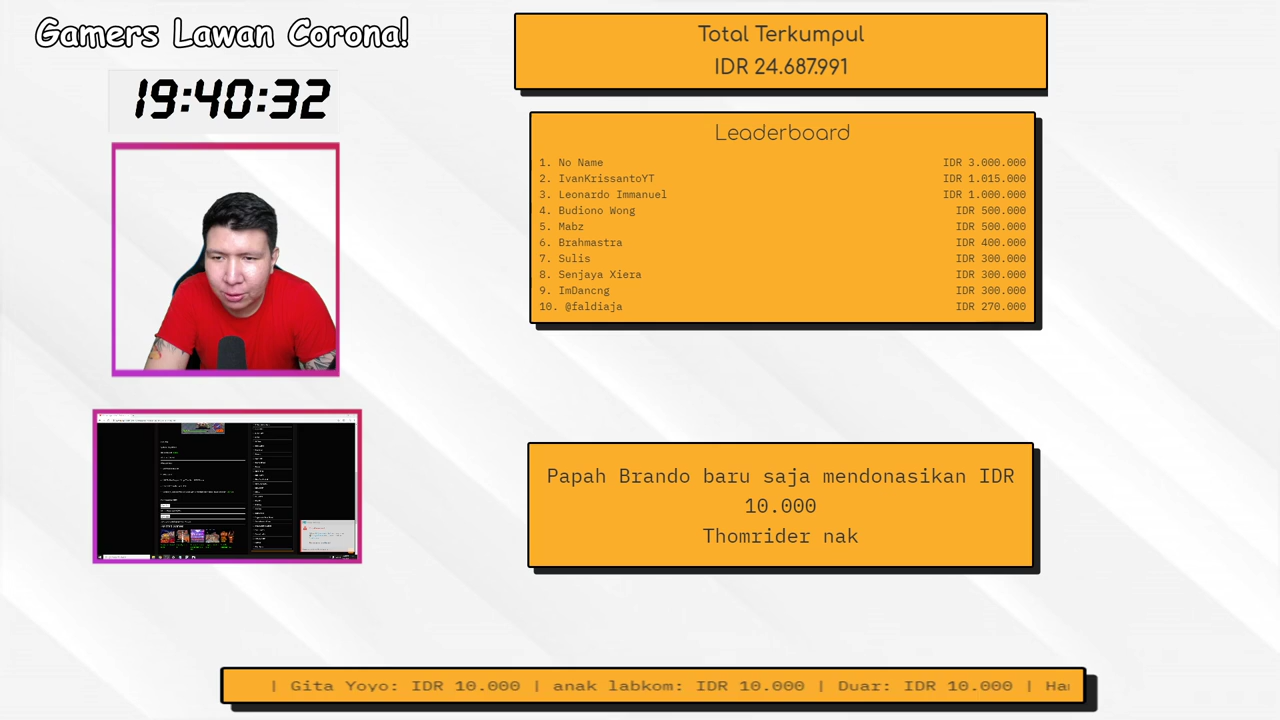 Gamers Lawan Corona!
19:40:32
Total Terkumpul
IDR 24.687.991
Leaderboard
1. No Name IDR 3.000.000
2. IvanKrissantoYT IDR 1.015.000
3. Leonardo Immanuel IDR 1.000.000
4. Budiono Wong IDR 500.000
5. Mabz IDR 500.000
6. Brahmastra IDR 400.000
7. Sulis IDR 300.000
8. Senjaya Xiera IDR 300.000
9. ImDancng IDR 300.000
10. @faldiaja IDR 270.000
Papah Brando baru saja mendonasikan IDR
10.000
Thomrider nak
| Gita Yoyo: IDR 10.000 | anak labkom: IDR 10.000 | Duar: IDR 10.000 |